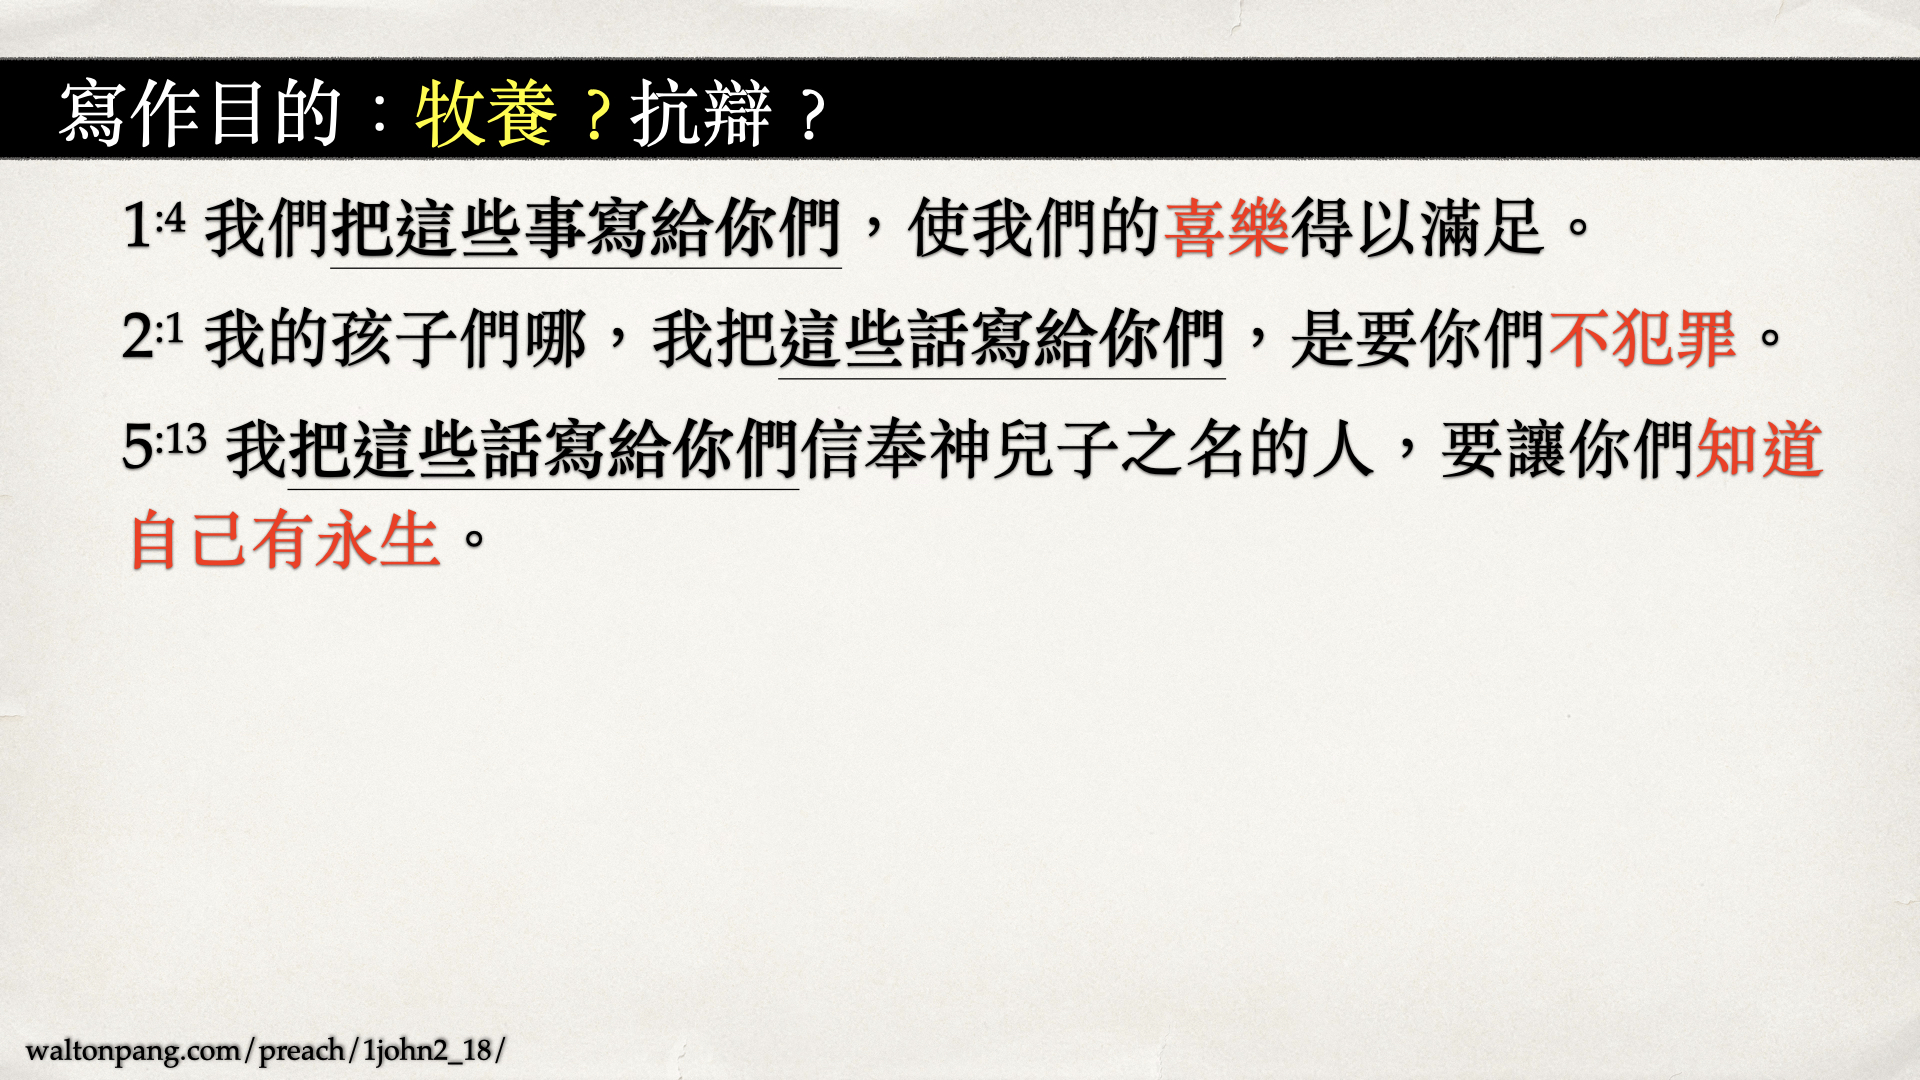 寫作目的：牧養？抗辯？
1:4 我們把這些事寫給你們，使我們的喜樂得以滿足。
2:1 我的孩子們哪，我把這些話寫給你們，是要你們不犯罪。
5:13 我把這些話寫給你們信奉神兒子之名的人，要讓你們知道
自己有永生。
waltonpang.com/preach/1john2_18/